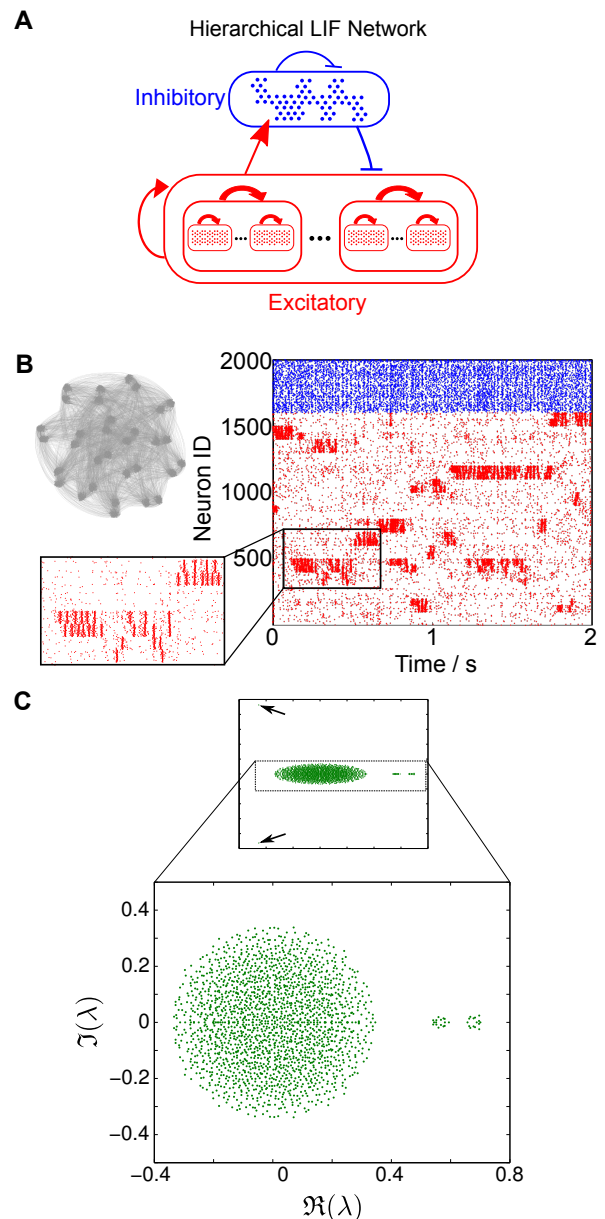 A
Hierarchical LIF Network
Inhibitory
Excitatory
B
2000
1500
1000
500
Neuron ID
0 1 2
Time / s
C
0.4
0.2
0
−0.2
−0.4
ℑ(λ)
−0.4 0 0.4 0.8
ℜ(λ)